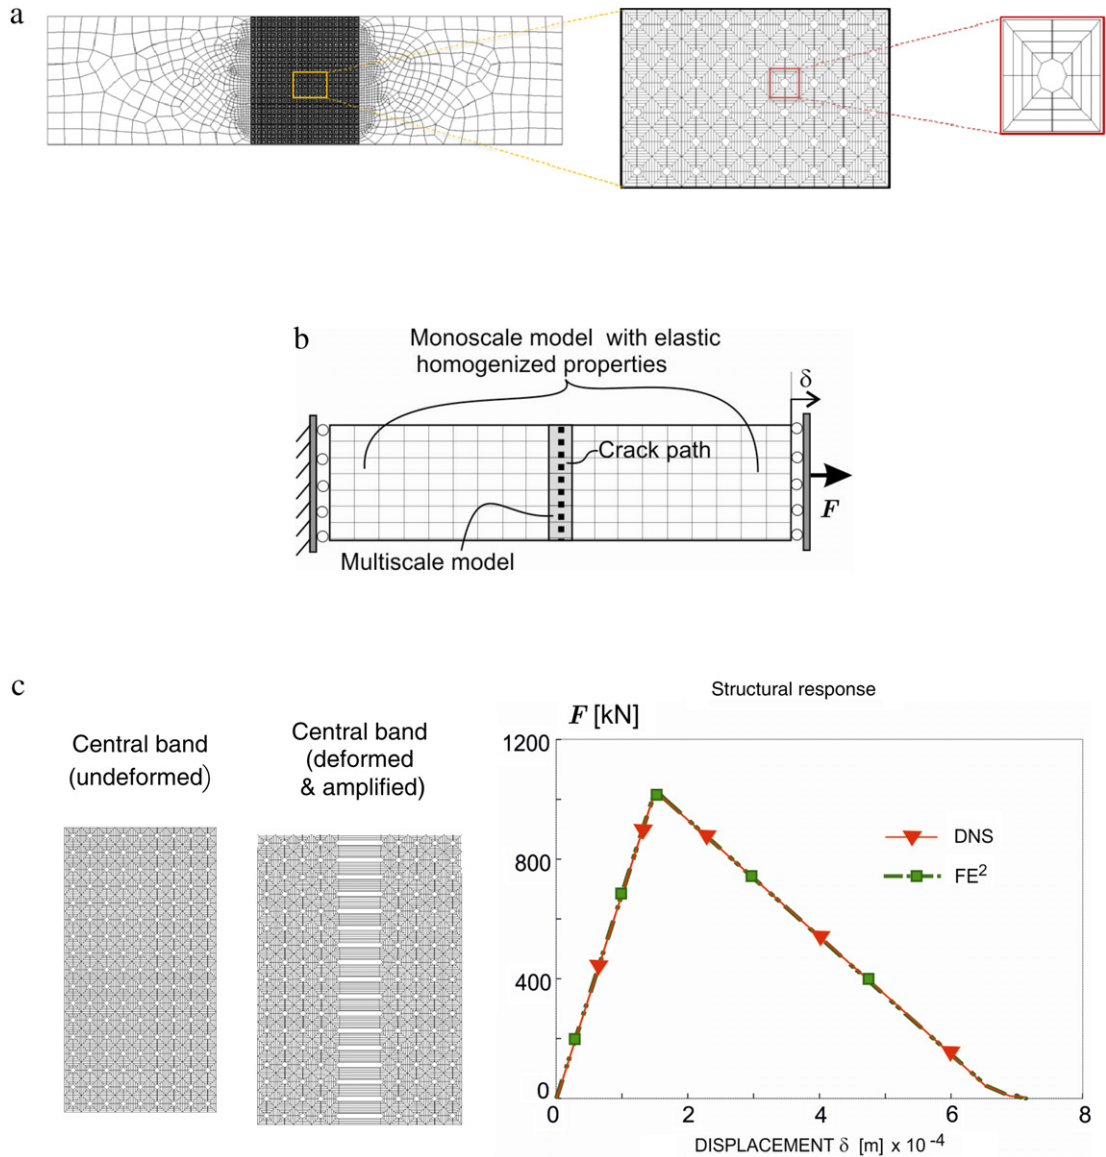 a
b
Monoscale model with elastic
homogenized properties
δ
Crack path
F
Multiscale model
c
Central band
(undeformed)
Central band
(deformed
& amplified)
Structural response
F [kN]
1200
800
400
0
DNS
FE²
0 2 4 6 8
DISPLACEMENT δ [m] x 10⁻⁴